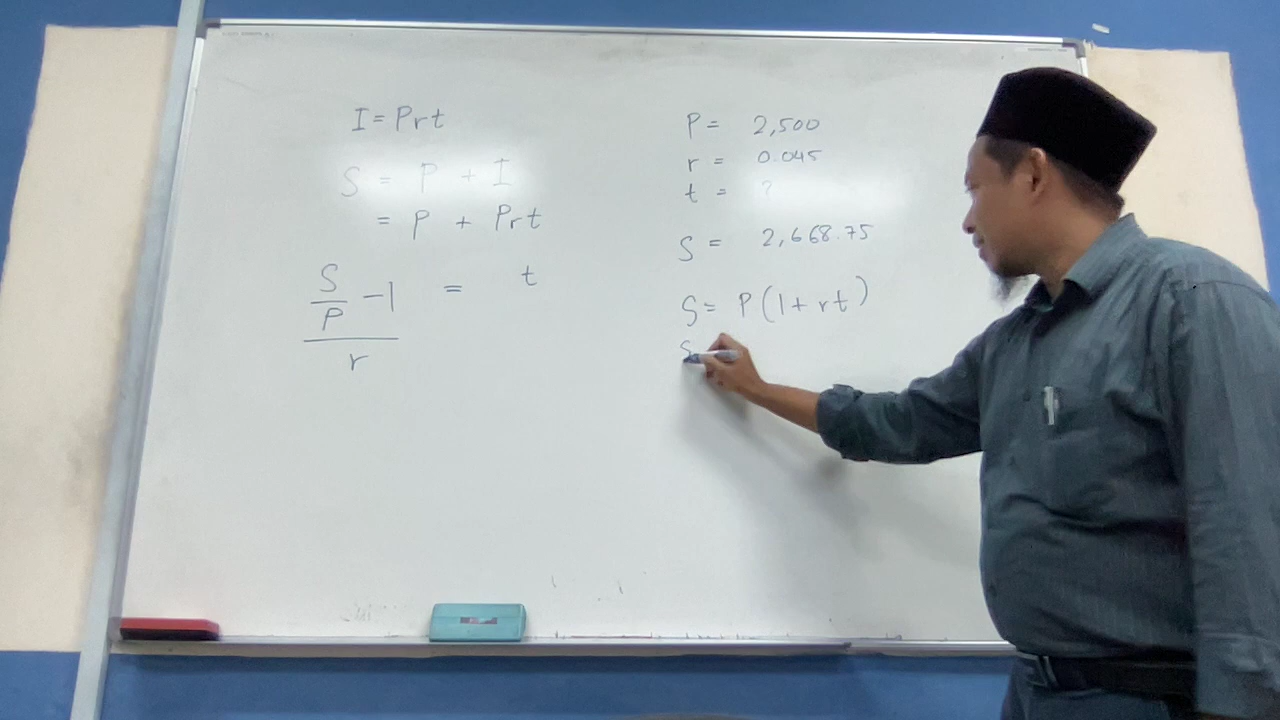 I = Prt
S = P + I
= P + Prt
S/P - 1 / r = t
P = 2,500
r = 0.045
t = ?
S = 2,668.75
S = P(1 + rt)
S